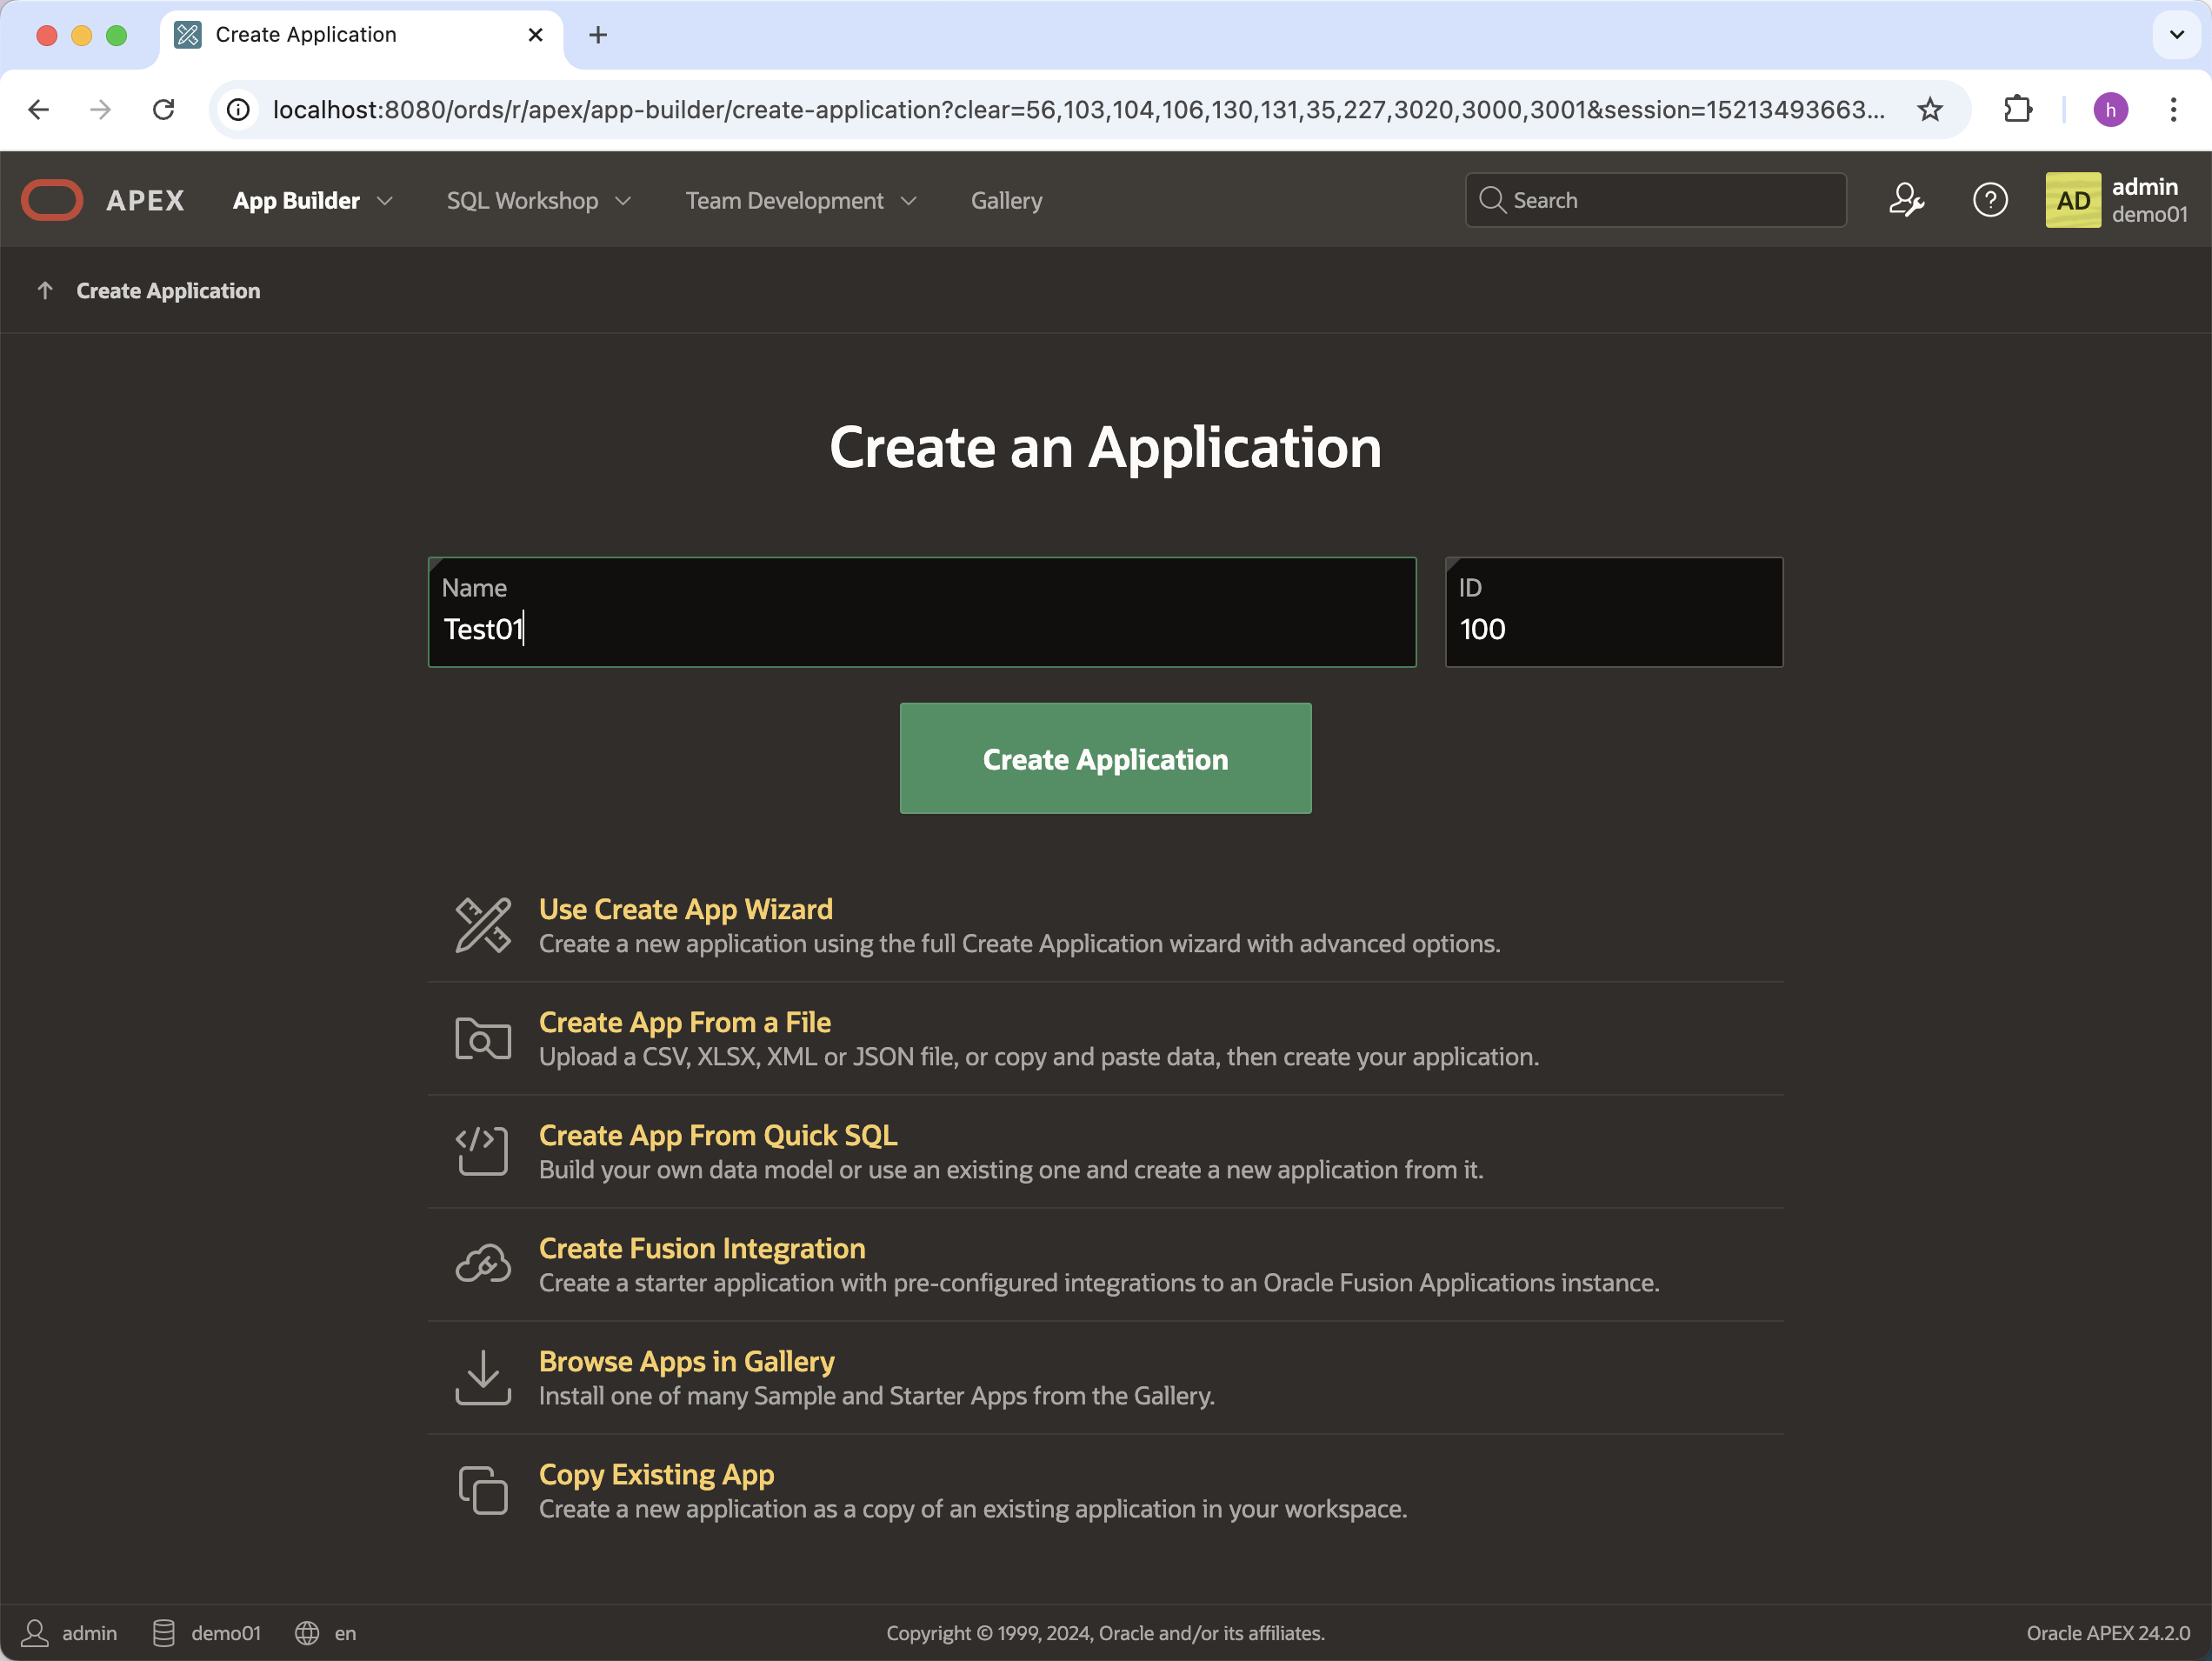 Create Application
localhost:8080/ords/r/apex/app-builder/create-application?clear=56,103,104,106,130,131,35,227,3020,3000,3001&session=15213493663...
h
APEX
App Builder
SQL Workshop
Team Development
Gallery
Search
AD
admin
demo01
Create Application
Create an Application
Name
Test01
ID
100
Create Application
Use Create App Wizard
Create a new application using the full Create Application wizard with advanced options.
Create App From a File
Upload a CSV, XLSX, XML or JSON file, or copy and paste data, then create your application.
Create App From Quick SQL
Build your own data model or use an existing one and create a new application from it.
Create Fusion Integration
Create a starter application with pre-configured integrations to an Oracle Fusion Applications instance.
Browse Apps in Gallery
Install one of many Sample and Starter Apps from the Gallery.
Copy Existing App
Create a new application as a copy of an existing application in your workspace.
admin
demo01
en
Copyright © 1999, 2024, Oracle and/or its affiliates.
Oracle APEX 24.2.0